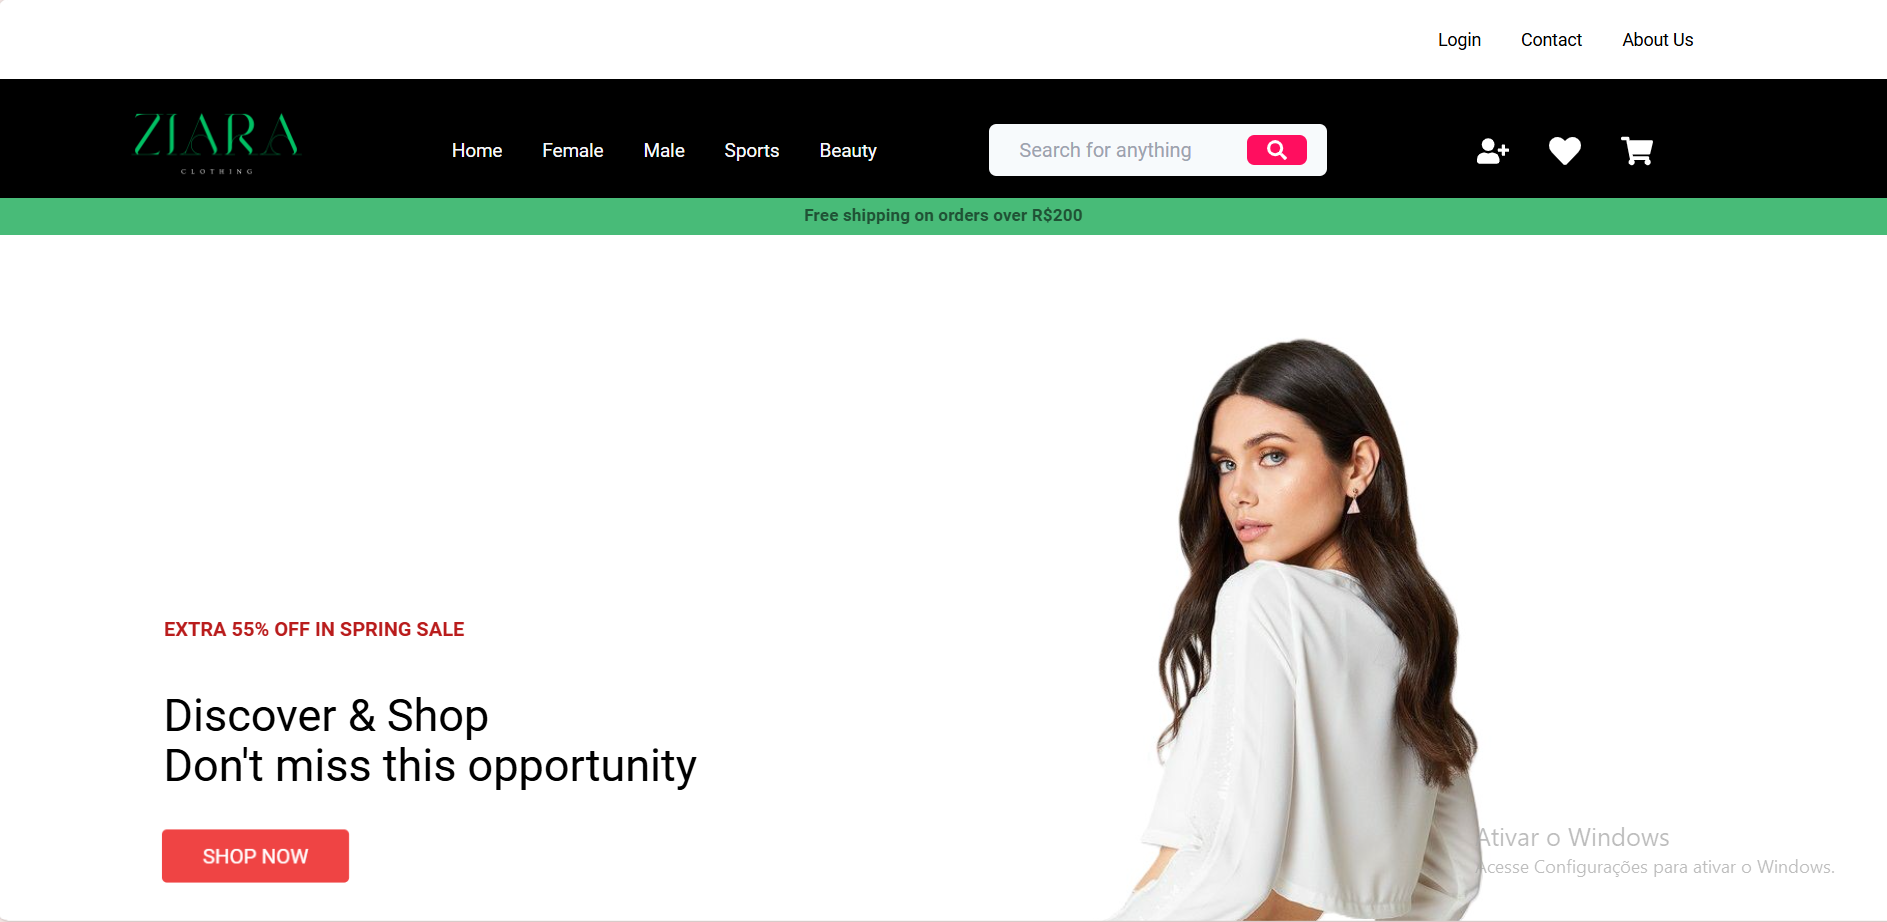 Login Contact About Us
ZIARA
CLOTHING
Home Female Male Sports Beauty
Search for anything
Free shipping on orders over R$200
EXTRA 55% OFF IN SPRING SALE
Discover & Shop
Don't miss this opportunity
SHOP NOW
Ativar o Windows
Acesse Configurações para ativar o Windows.